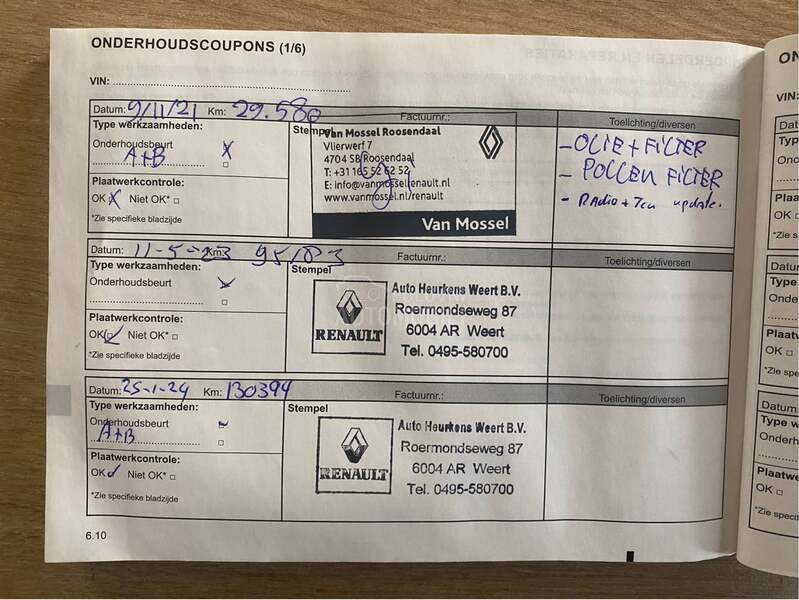 ONDERHOUDSCOUPONS (1/6)
VIN:
Datum: 9/11/21 Km: 29.580 Factuurnr.: Toelichting/diversen
Type werkzaamheden:
Onderhoudsbeurt X
A+B
Plaatwerkcontrole:
OK X Niet OK* □
*Zie specifieke bladzijde
Stempel
Van Mossel Roosendaal
Vlierwerf 7
4704 SB Roosendaal
T: +31 165 52 62 52
E: info@vanmosselrenault.nl
www.vanmossel.nl/renault
Van Mossel
- OLIE + FILTER
- POLLEN FILTER
- RAdio + Tcu update.
Datum: 11-5-23 Km: 95183 Factuurnr.: Toelichting/diversen
Type werkzaamheden:
Onderhoudsbeurt
Plaatwerkcontrole:
OK Niet OK* □
*Zie specifieke bladzijde
Stempel
RENAULT
Auto Heurkens Weert B.V.
Roermondseweg 87
6004 AR Weert
Tel. 0495-580700
Datum: 25-1-24 Km: 130394 Factuurnr.: Toelichting/diversen
Type werkzaamheden:
Onderhoudsbeurt
A+B
Plaatwerkcontrole:
OK Niet OK* □
*Zie specifieke bladzijde
Stempel
RENAULT
Auto Heurkens Weert B.V.
Roermondseweg 87
6004 AR Weert
Tel. 0495-580700
6.10
VIN: